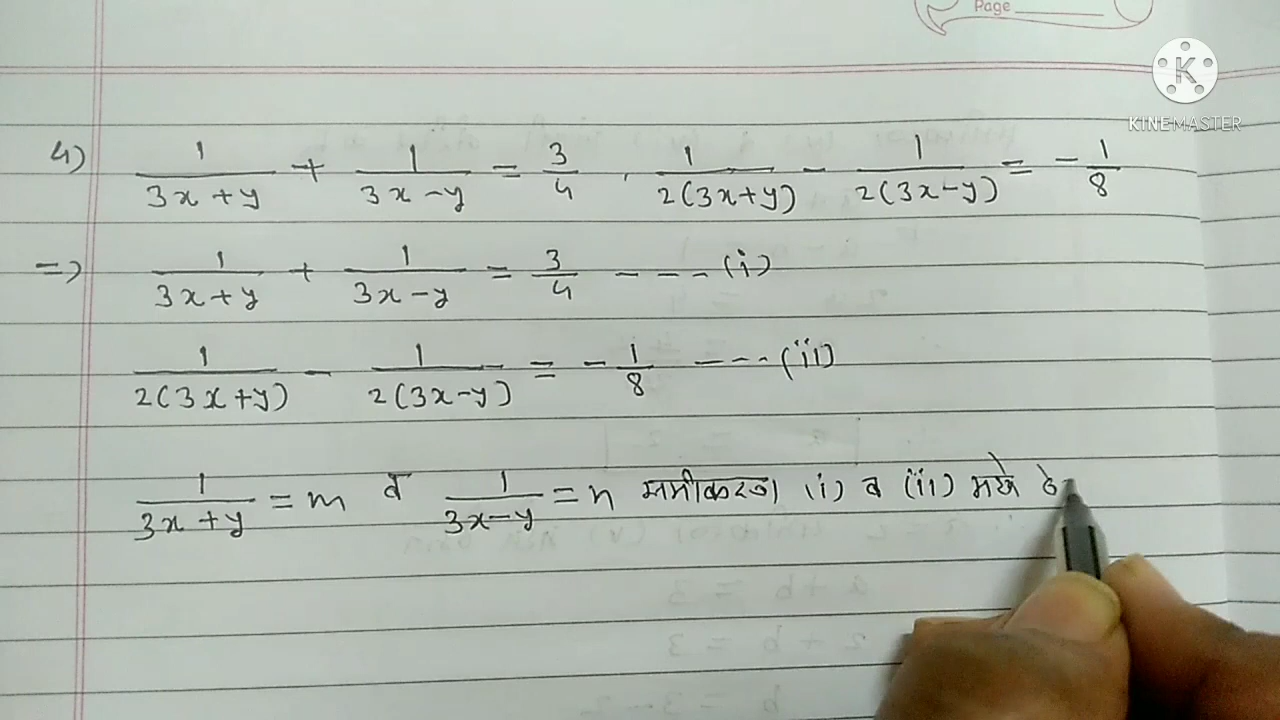 Page
KINEMASTER
4) 1/(3x+y) + 1/(3x-y) = 3/4 , 1/(2(3x+y)) - 1/(2(3x-y)) = -1/8
=> 1/(3x+y) + 1/(3x-y) = 3/4 --- (i)
1/(2(3x+y)) - 1/(2(3x-y)) = -1/8 --- (ii)
1/(3x+y) = m व 1/(3x-y) = n समीकरण (i) व (ii) मध्ये ठे